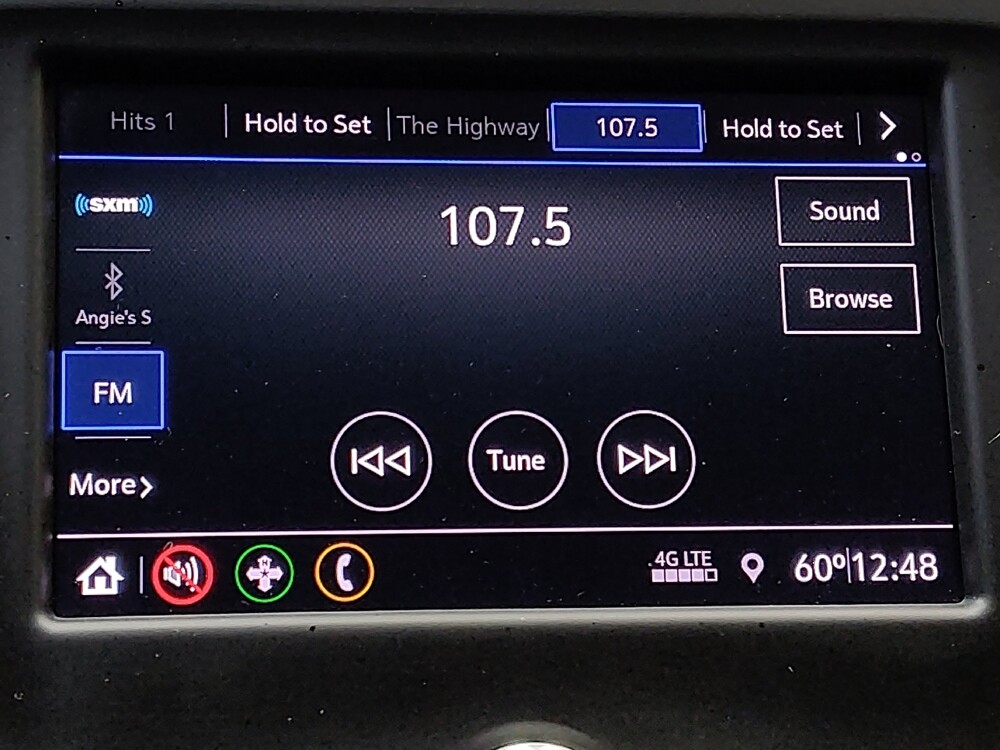 Hits 1 Hold to Set The Highway 107.5 Hold to Set
sxm
107.5
Sound
Angie's S
Browse
FM
Tune
More
4G LTE
60° 12:48